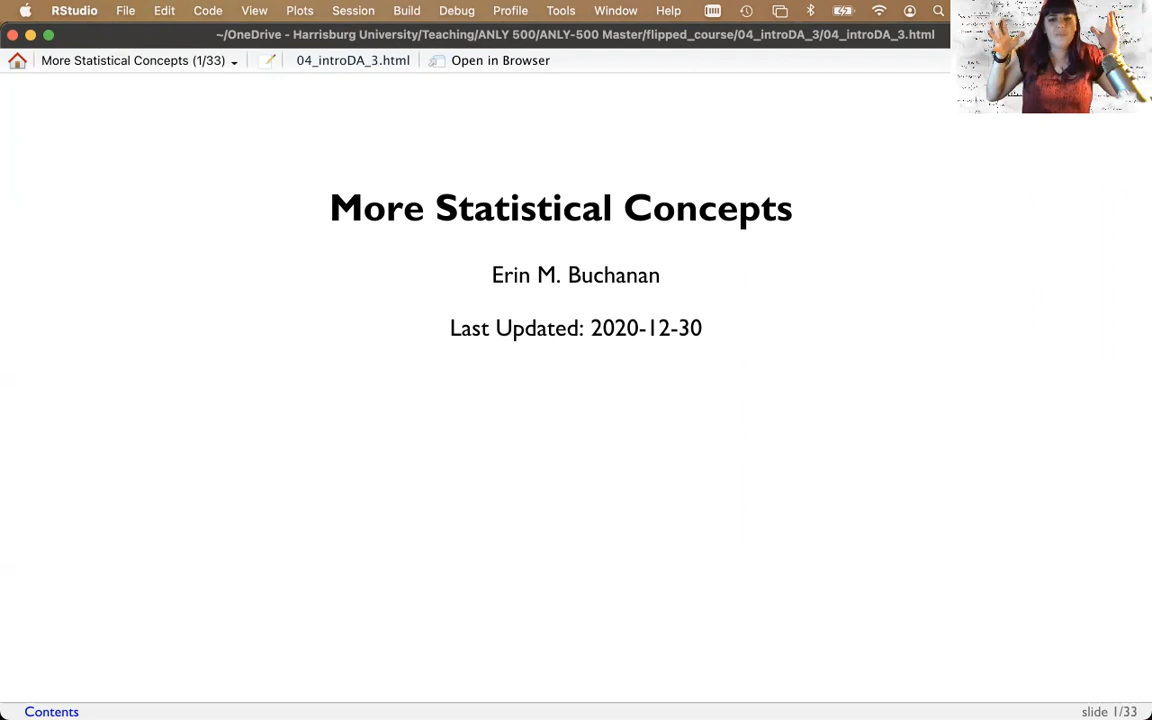 RStudio File Edit Code View Plots Session Build Debug Profile Tools Window Help
~/OneDrive - Harrisburg University/Teaching/ANLY 500/ANLY-500 Master/flipped_course/04_introDA_3/04_introDA_3.html
More Statistical Concepts (1/33) 04_introDA_3.html Open in Browser
More Statistical Concepts
Erin M. Buchanan
Last Updated: 2020-12-30
Contents slide 1/33